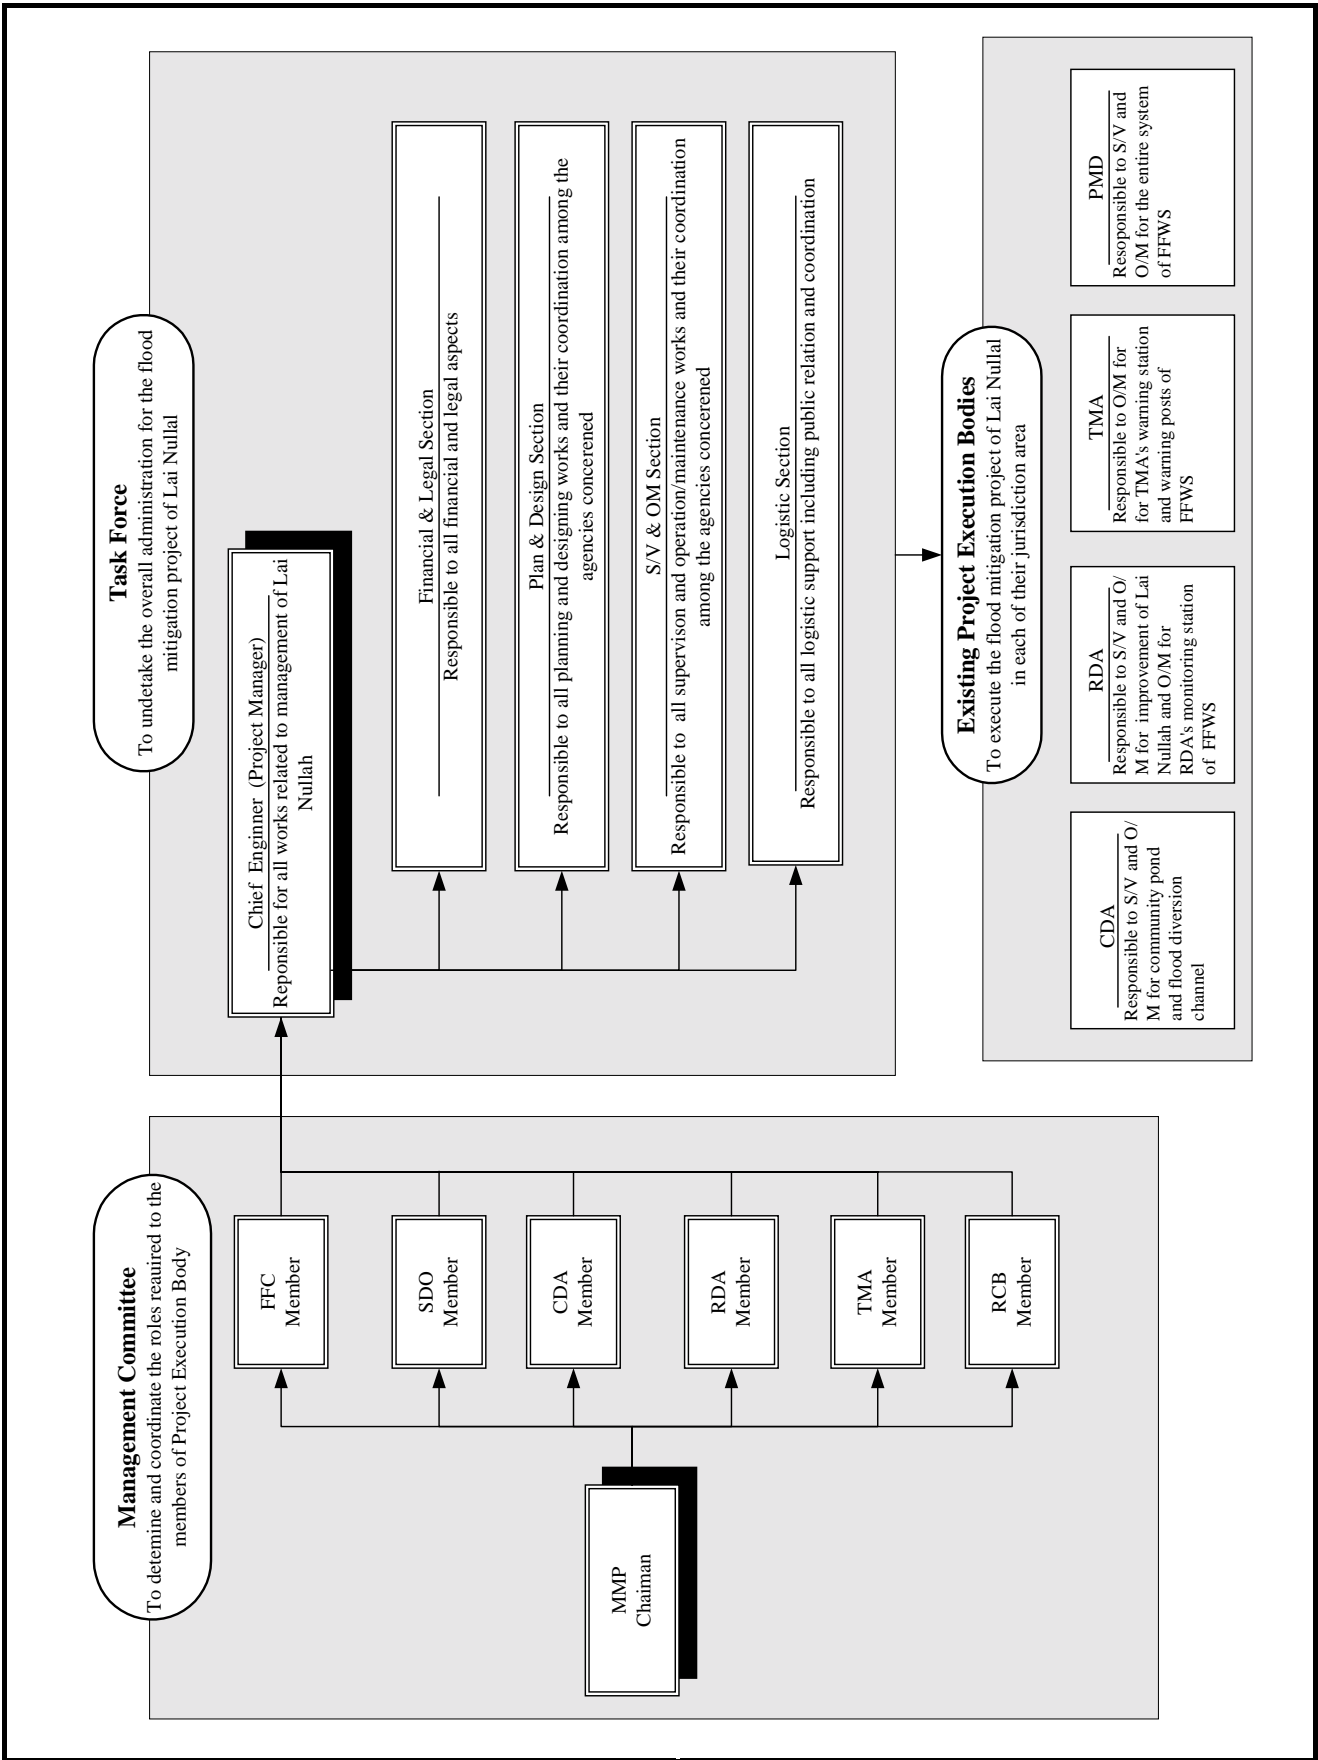 Management Committee
To detemine and coordinate the roles reauired to the
members of Project Execution Body
MMP
Chaiman
FFC
Member
SDO
Member
CDA
Member
RDA
Member
TMA
Member
RCB
Member
Task Force
To undetake the overall administration for the flood
mitigation project of Lai Nullal
Chief Enginner (Project Manager)
Reponsible for all works related to management of Lai
Nullah
Financial & Legal Section
Responsible to all financial and legal aspects
Plan & Design Section
Responsible to all planning and designing works and their coordination among the
agencies concerened
S/V & OM Section
Responsible to all supervison and operation/maintenance works and their coordination
among the agencies concerened
Logistic Section
Responsible to all logistic support including public relation and coordination
Existing Project Execution Bodies
To execute the flood mitigation project of Lai Nullal
in each of their jurisdiction area
CDA
Responsible to S/V and O/
M for community pond
and flood diversion
channel
RDA
Responsible to S/V and O/
M for improvement of Lai
Nullah and O/M for
RDA's monitoring station
of FFWS
TMA
Responsible to O/M for
for TMA's warning station
and warning posts of
FFWS
PMD
Resoponsible to S/V and
O/M for the entire system
of FFWS